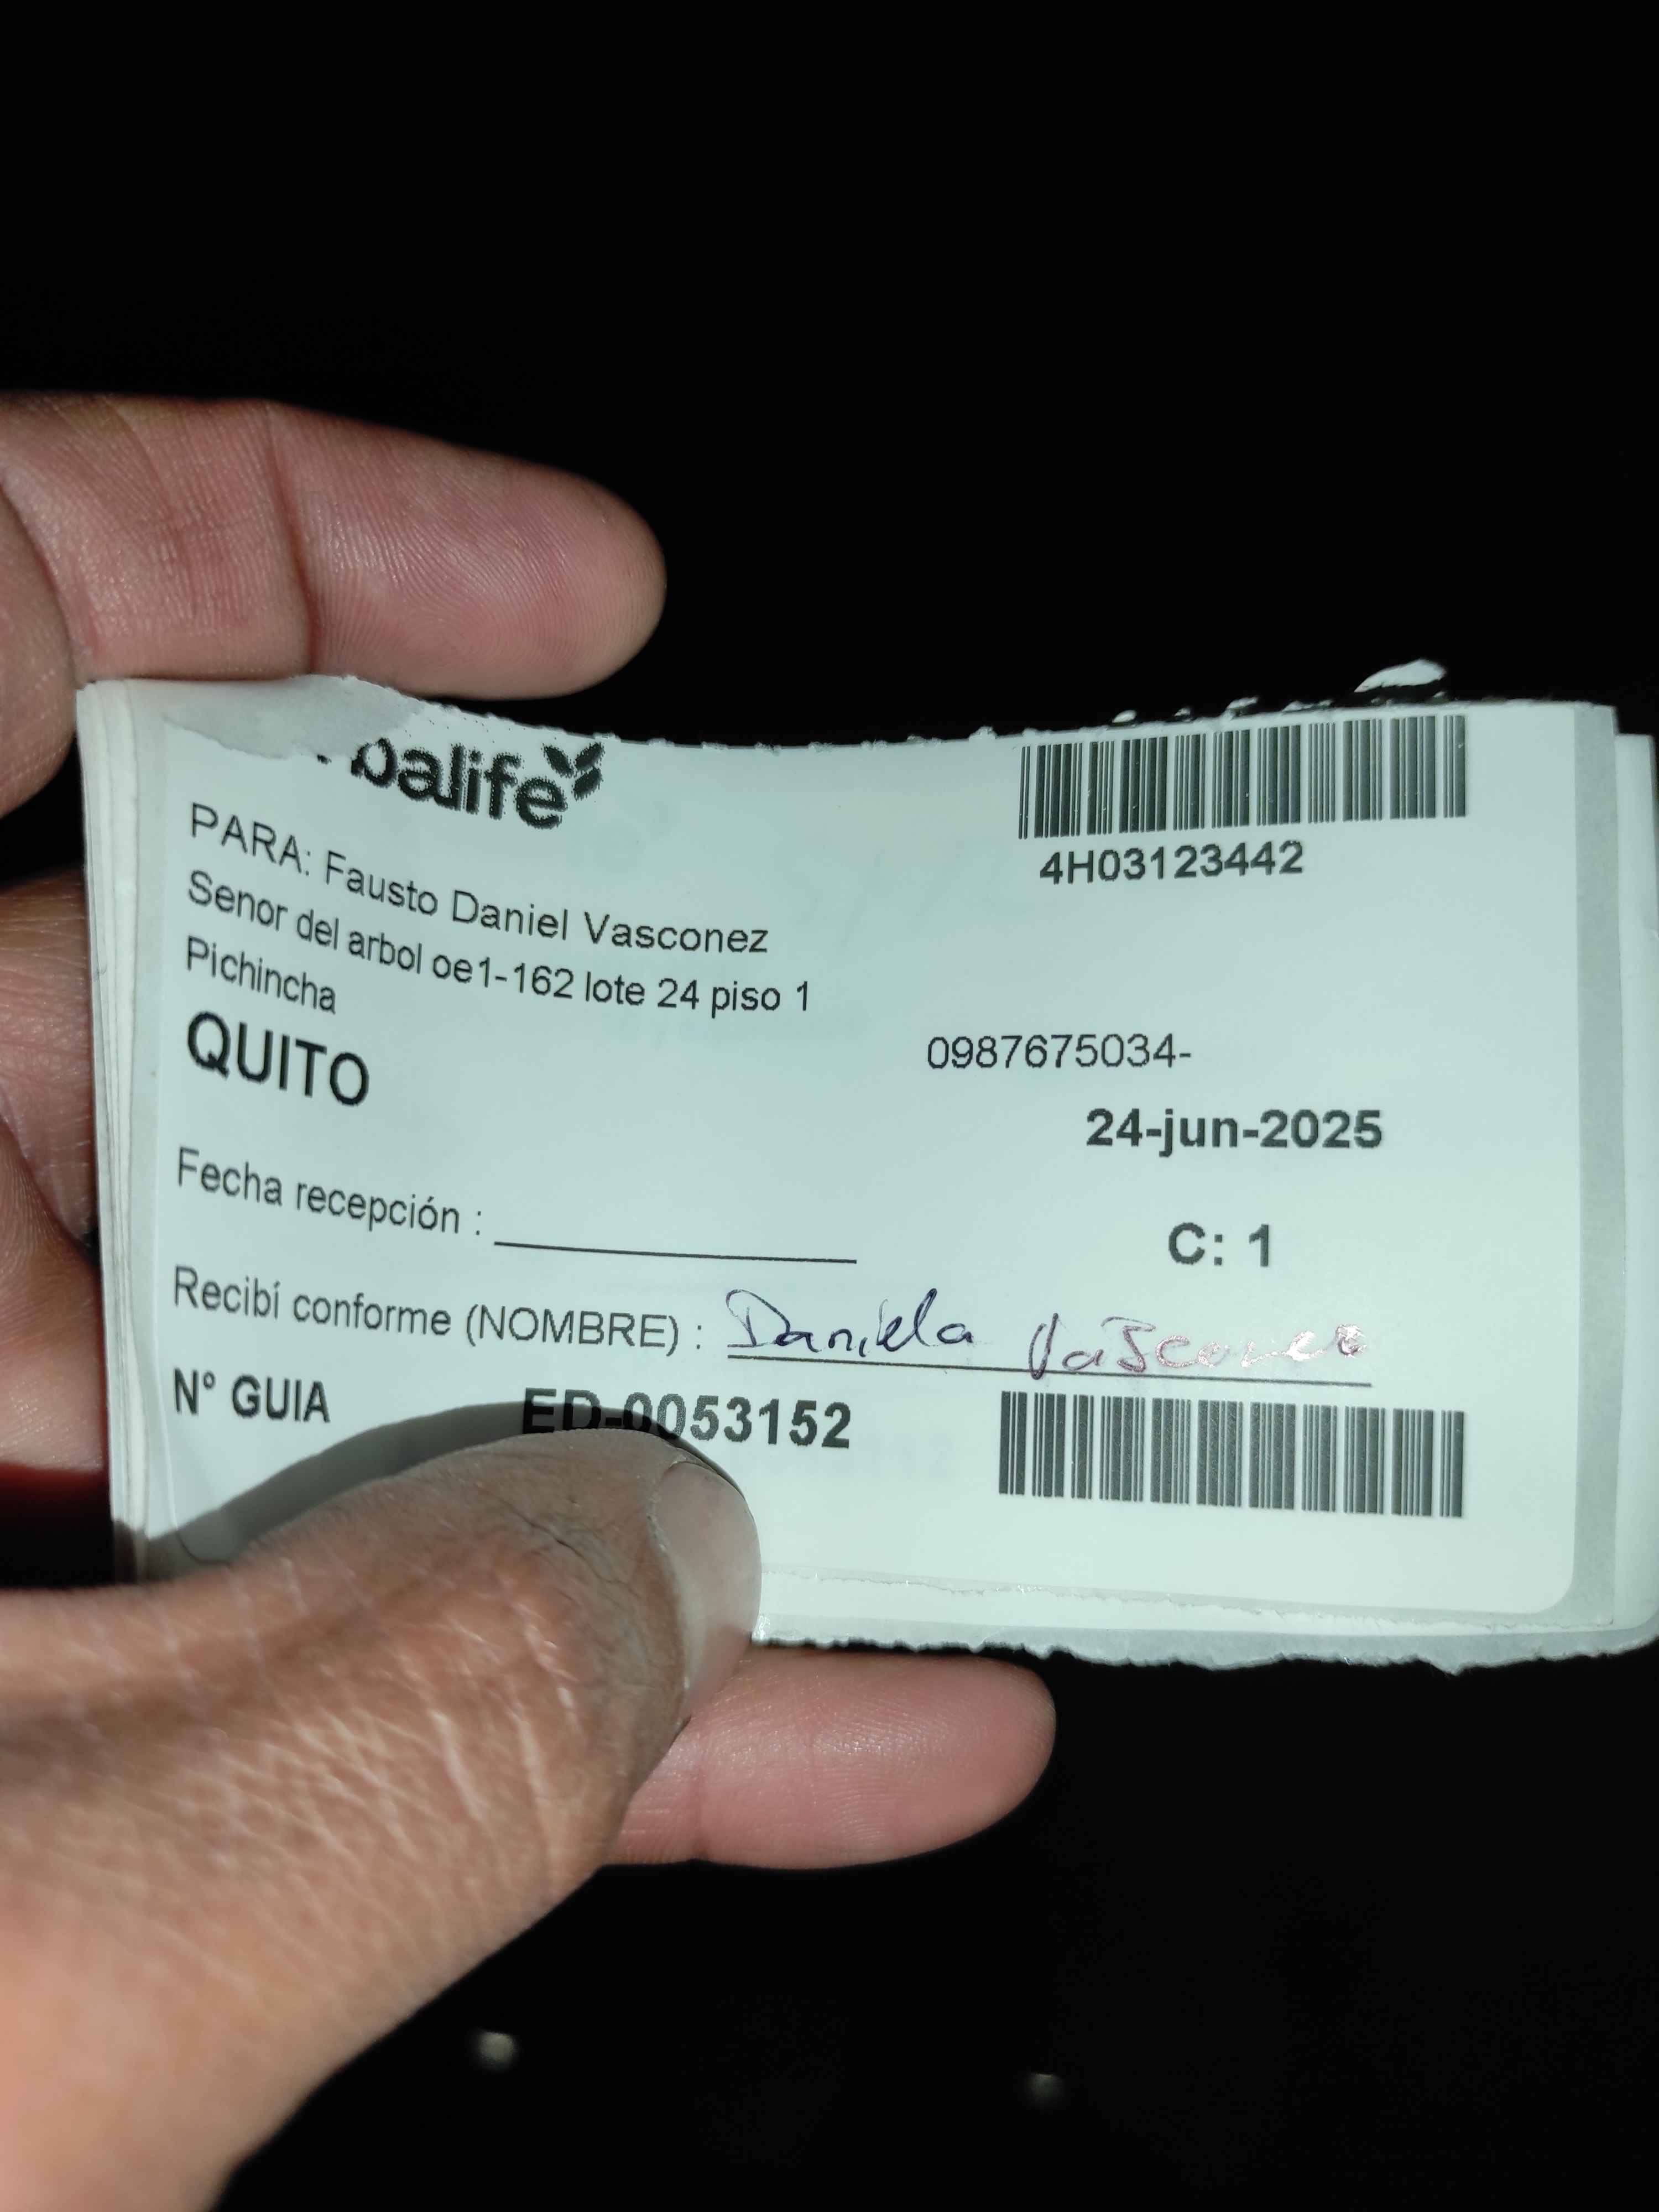 balife
4H03123442
PARA: Fausto Daniel Vasconez
Senor del arbol oe1-162 lote 24 piso 1
Pichincha
QUITO
0987675034-
24-jun-2025
Fecha recepción :
C: 1
Recibí conforme (NOMBRE) : Daniela Vasconez
N° GUIA ED-0053152